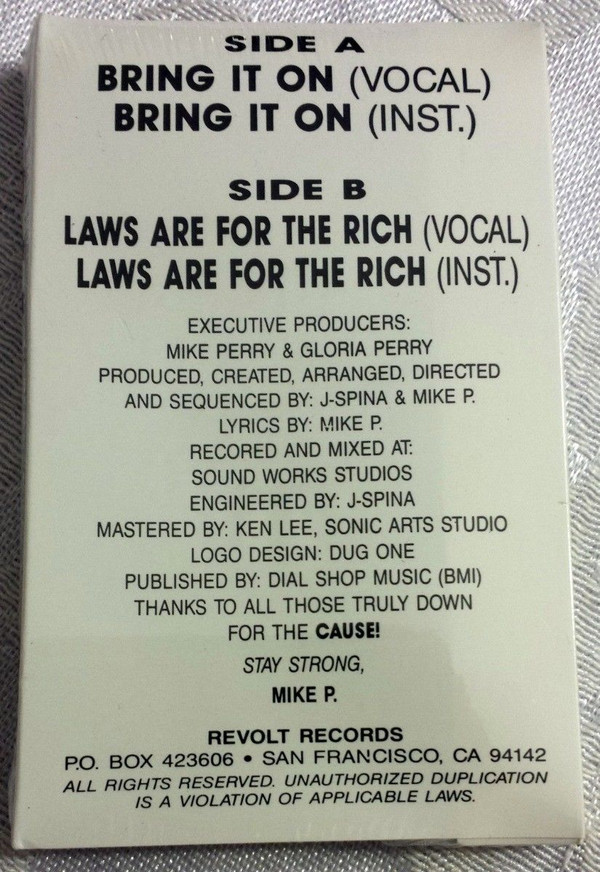 SIDE A
BRING IT ON (VOCAL)
BRING IT ON (INST.)
SIDE B
LAWS ARE FOR THE RICH (VOCAL)
LAWS ARE FOR THE RICH (INST.)
EXECUTIVE PRODUCERS:
MIKE PERRY & GLORIA PERRY
PRODUCED, CREATED, ARRANGED, DIRECTED
AND SEQUENCED BY: J-SPINA & MIKE P.
LYRICS BY: MIKE P.
RECORED AND MIXED AT:
SOUND WORKS STUDIOS
ENGINEERED BY: J-SPINA
MASTERED BY: KEN LEE, SONIC ARTS STUDIO
LOGO DESIGN: DUG ONE
PUBLISHED BY: DIAL SHOP MUSIC (BMI)
THANKS TO ALL THOSE TRULY DOWN
FOR THE CAUSE!
STAY STRONG,
MIKE P.
REVOLT RECORDS
P.O. BOX 423606 • SAN FRANCISCO, CA 94142
ALL RIGHTS RESERVED. UNAUTHORIZED DUPLICATION
IS A VIOLATION OF APPLICABLE LAWS.